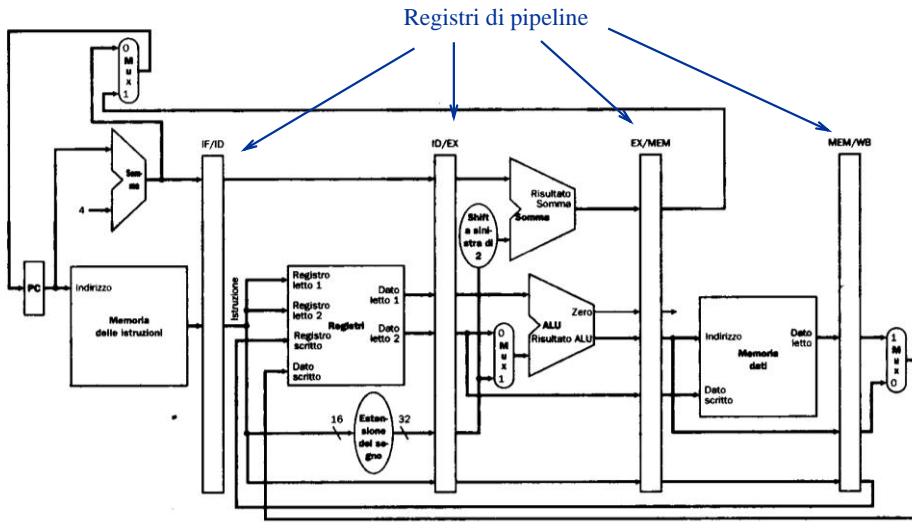 Registri di pipeline
0
M
u
x
1
IF/ID
ID/EX
EX/MEM
MEM/WB
Som-
ma
4
Risultato
Somma
Somma
Shift
a sini-
stra di
2
PC
Indirizzo
Memoria
delle istruzioni
Istruzione
Registro
letto 1
Registro
letto 2
Registro
scritto
Dato
scritto
Registri
Dato
letto 1
Dato
letto 2
0
M
u
x
1
Zero
ALU
Risultato ALU
Indirizzo
Dato
letto
Memoria
dati
Dato
scritto
1
M
u
x
0
16
Esten-
sione
del se-
gno
32